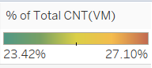 % of Total CNT(VM)
23.42% 27.10%